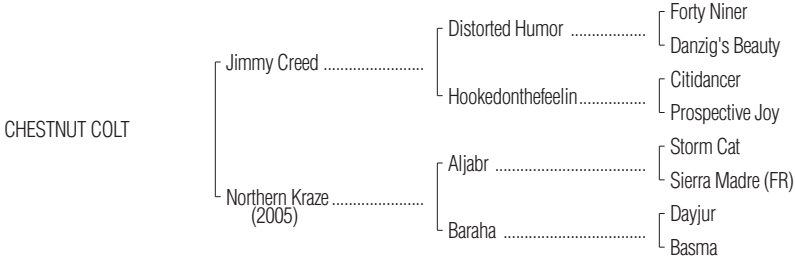 CHESTNUT COLT
Jimmy Creed .......................
Northern Kraze .....................
(2005)
Distorted Humor .................
Hookedonthefeelin...............
Aljabr ..................................
Baraha ................................
Forty Niner
Danzig's Beauty
Citidancer
Prospective Joy
Storm Cat
Sierra Madre (FR)
Dayjur
Basma